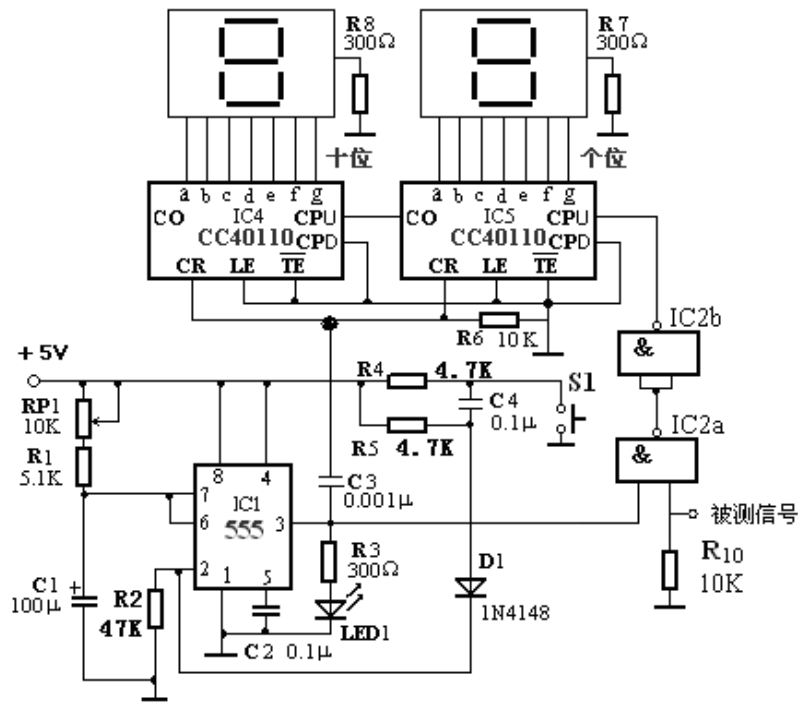 R8
300Ω
R7
300Ω
十位
个位
a b c d e f g
CO IC4 CPU
CC40110
CPD
CR LE TE
a b c d e f g
CO IC5 CPU
CC40110
CPD
CR LE TE
R6 10K
IC2b
&
IC2a
&
+5V
R4 4.7K
S1
RP1
10K
C4
0.1μ
R5 4.7K
R1
5.1K
8 4
7
IC1
6
555
3
2
1 5
C3
0.001μ
被测信号
R10
10K
R3
300Ω
D1
1N4148
C1 +
100μ
R2
47K
LED1
C2 0.1μ